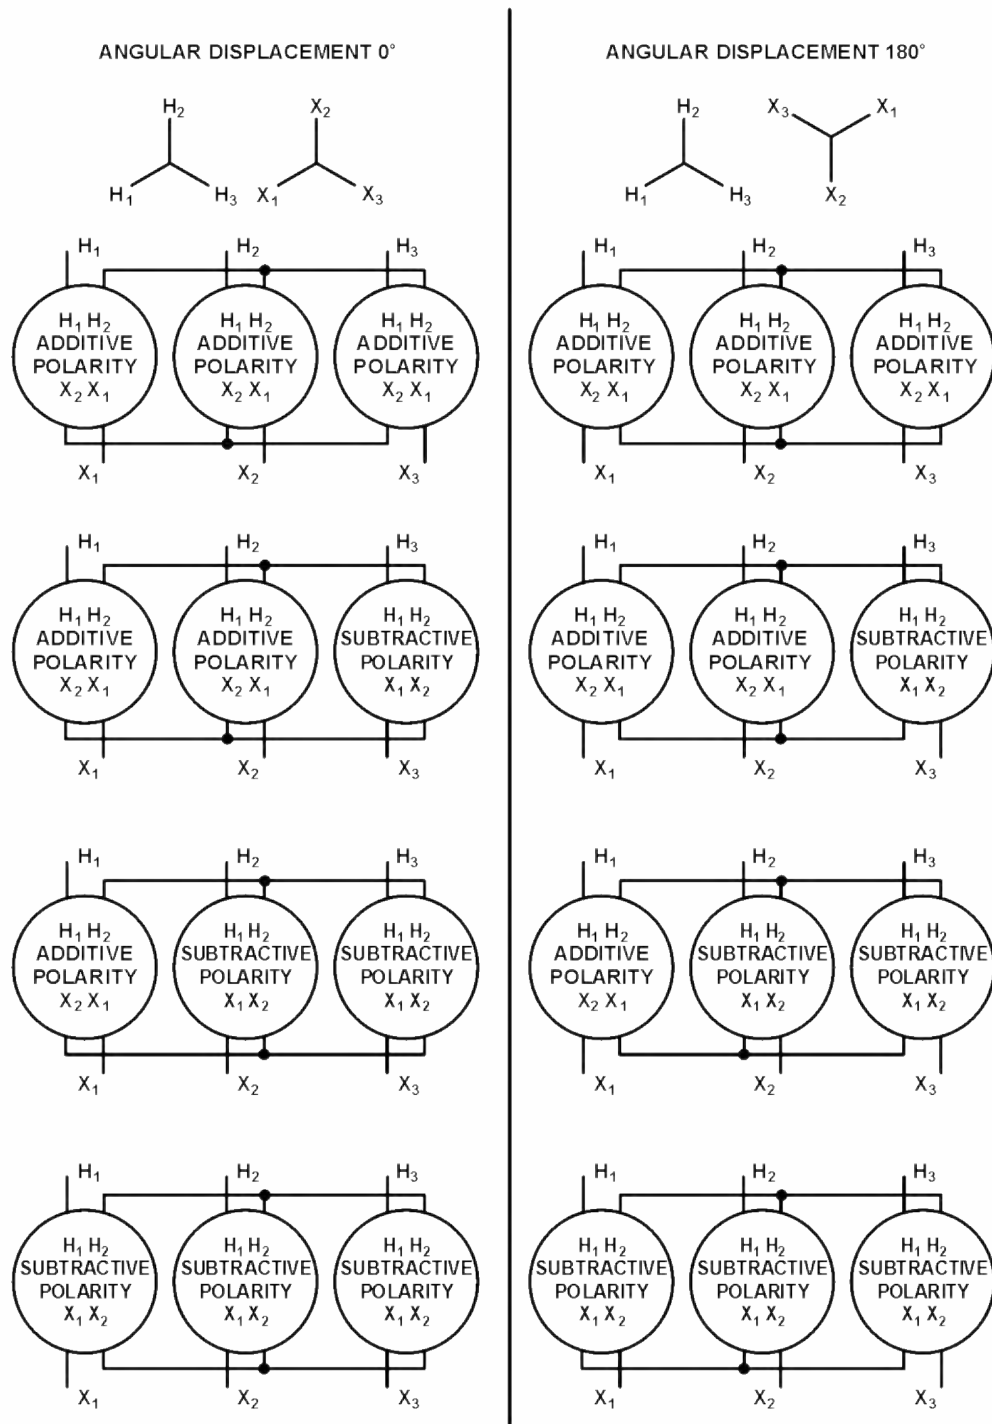 ANGULAR DISPLACEMENT 0°
H₂ X₂
H₁ H₃ X₁ X₃
H₁ H₂ H₃
H₁ H₂ H₁ H₂ H₁ H₂
ADDITIVE ADDITIVE ADDITIVE
POLARITY POLARITY POLARITY
X₂ X₁ X₂ X₁ X₂ X₁
X₁ X₂ X₃
H₁ H₂ H₃
H₁ H₂ H₁ H₂ H₁ H₂
ADDITIVE ADDITIVE SUBTRACTIVE
POLARITY POLARITY POLARITY
X₂ X₁ X₂ X₁ X₁ X₂
X₁ X₂ X₃
H₁ H₂ H₃
H₁ H₂ H₁ H₂ H₁ H₂
ADDITIVE SUBTRACTIVE SUBTRACTIVE
POLARITY POLARITY POLARITY
X₂ X₁ X₁ X₂ X₁ X₂
X₁ X₂ X₃
H₁ H₂ H₃
H₁ H₂ H₁ H₂ H₁ H₂
SUBTRACTIVE SUBTRACTIVE SUBTRACTIVE
POLARITY POLARITY POLARITY
X₁ X₂ X₁ X₂ X₁ X₂
X₁ X₂ X₃
ANGULAR DISPLACEMENT 180°
H₂ X₃ X₁
H₁ H₃ X₂
H₁ H₂ H₃
H₁ H₂ H₁ H₂ H₁ H₂
ADDITIVE ADDITIVE ADDITIVE
POLARITY POLARITY POLARITY
X₂ X₁ X₂ X₁ X₂ X₁
X₁ X₂ X₃
H₁ H₂ H₃
H₁ H₂ H₁ H₂ H₁ H₂
ADDITIVE ADDITIVE SUBTRACTIVE
POLARITY POLARITY POLARITY
X₂ X₁ X₂ X₁ X₁ X₂
X₁ X₂ X₃
H₁ H₂ H₃
H₁ H₂ H₁ H₂ H₁ H₂
ADDITIVE SUBTRACTIVE SUBTRACTIVE
POLARITY POLARITY POLARITY
X₂ X₁ X₁ X₂ X₁ X₂
X₁ X₂ X₃
H₁ H₂ H₃
H₁ H₂ H₁ H₂ H₁ H₂
SUBTRACTIVE SUBTRACTIVE SUBTRACTIVE
POLARITY POLARITY POLARITY
X₁ X₂ X₁ X₂ X₁ X₂
X₁ X₂ X₃